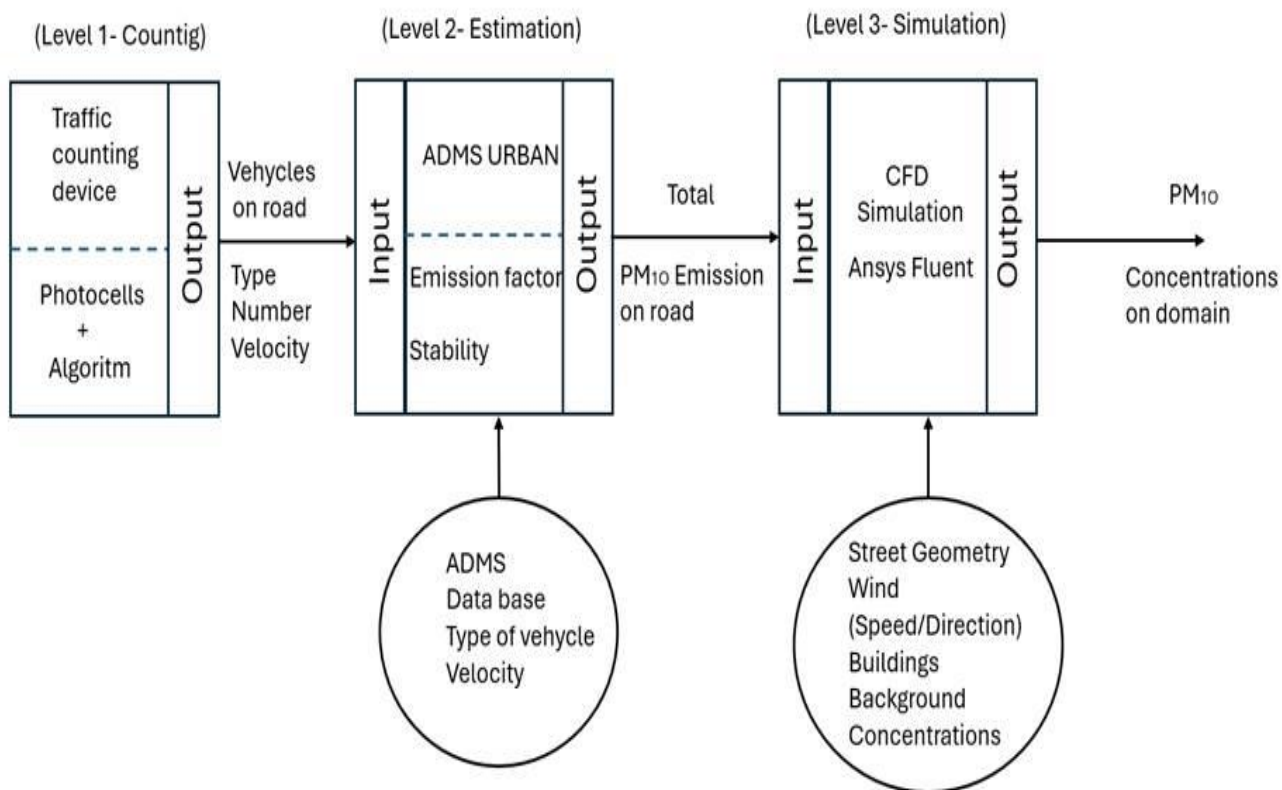 (Level 1- Countig)
(Level 2- Estimation)
(Level 3- Simulation)
Traffic
counting
device
Photocells
+
Algoritm
Output
Vehycles
on road
Type
Number
Velocity
Input
ADMS URBAN
Emission factor
Stability
Output
Total
PM10 Emission
on road
Input
CFD
Simulation
Ansys Fluent
Output
PM10
Concentrations
on domain
ADMS
Data base
Type of vehycle
Velocity
Street Geometry
Wind
(Speed/Direction)
Buildings
Background
Concentrations